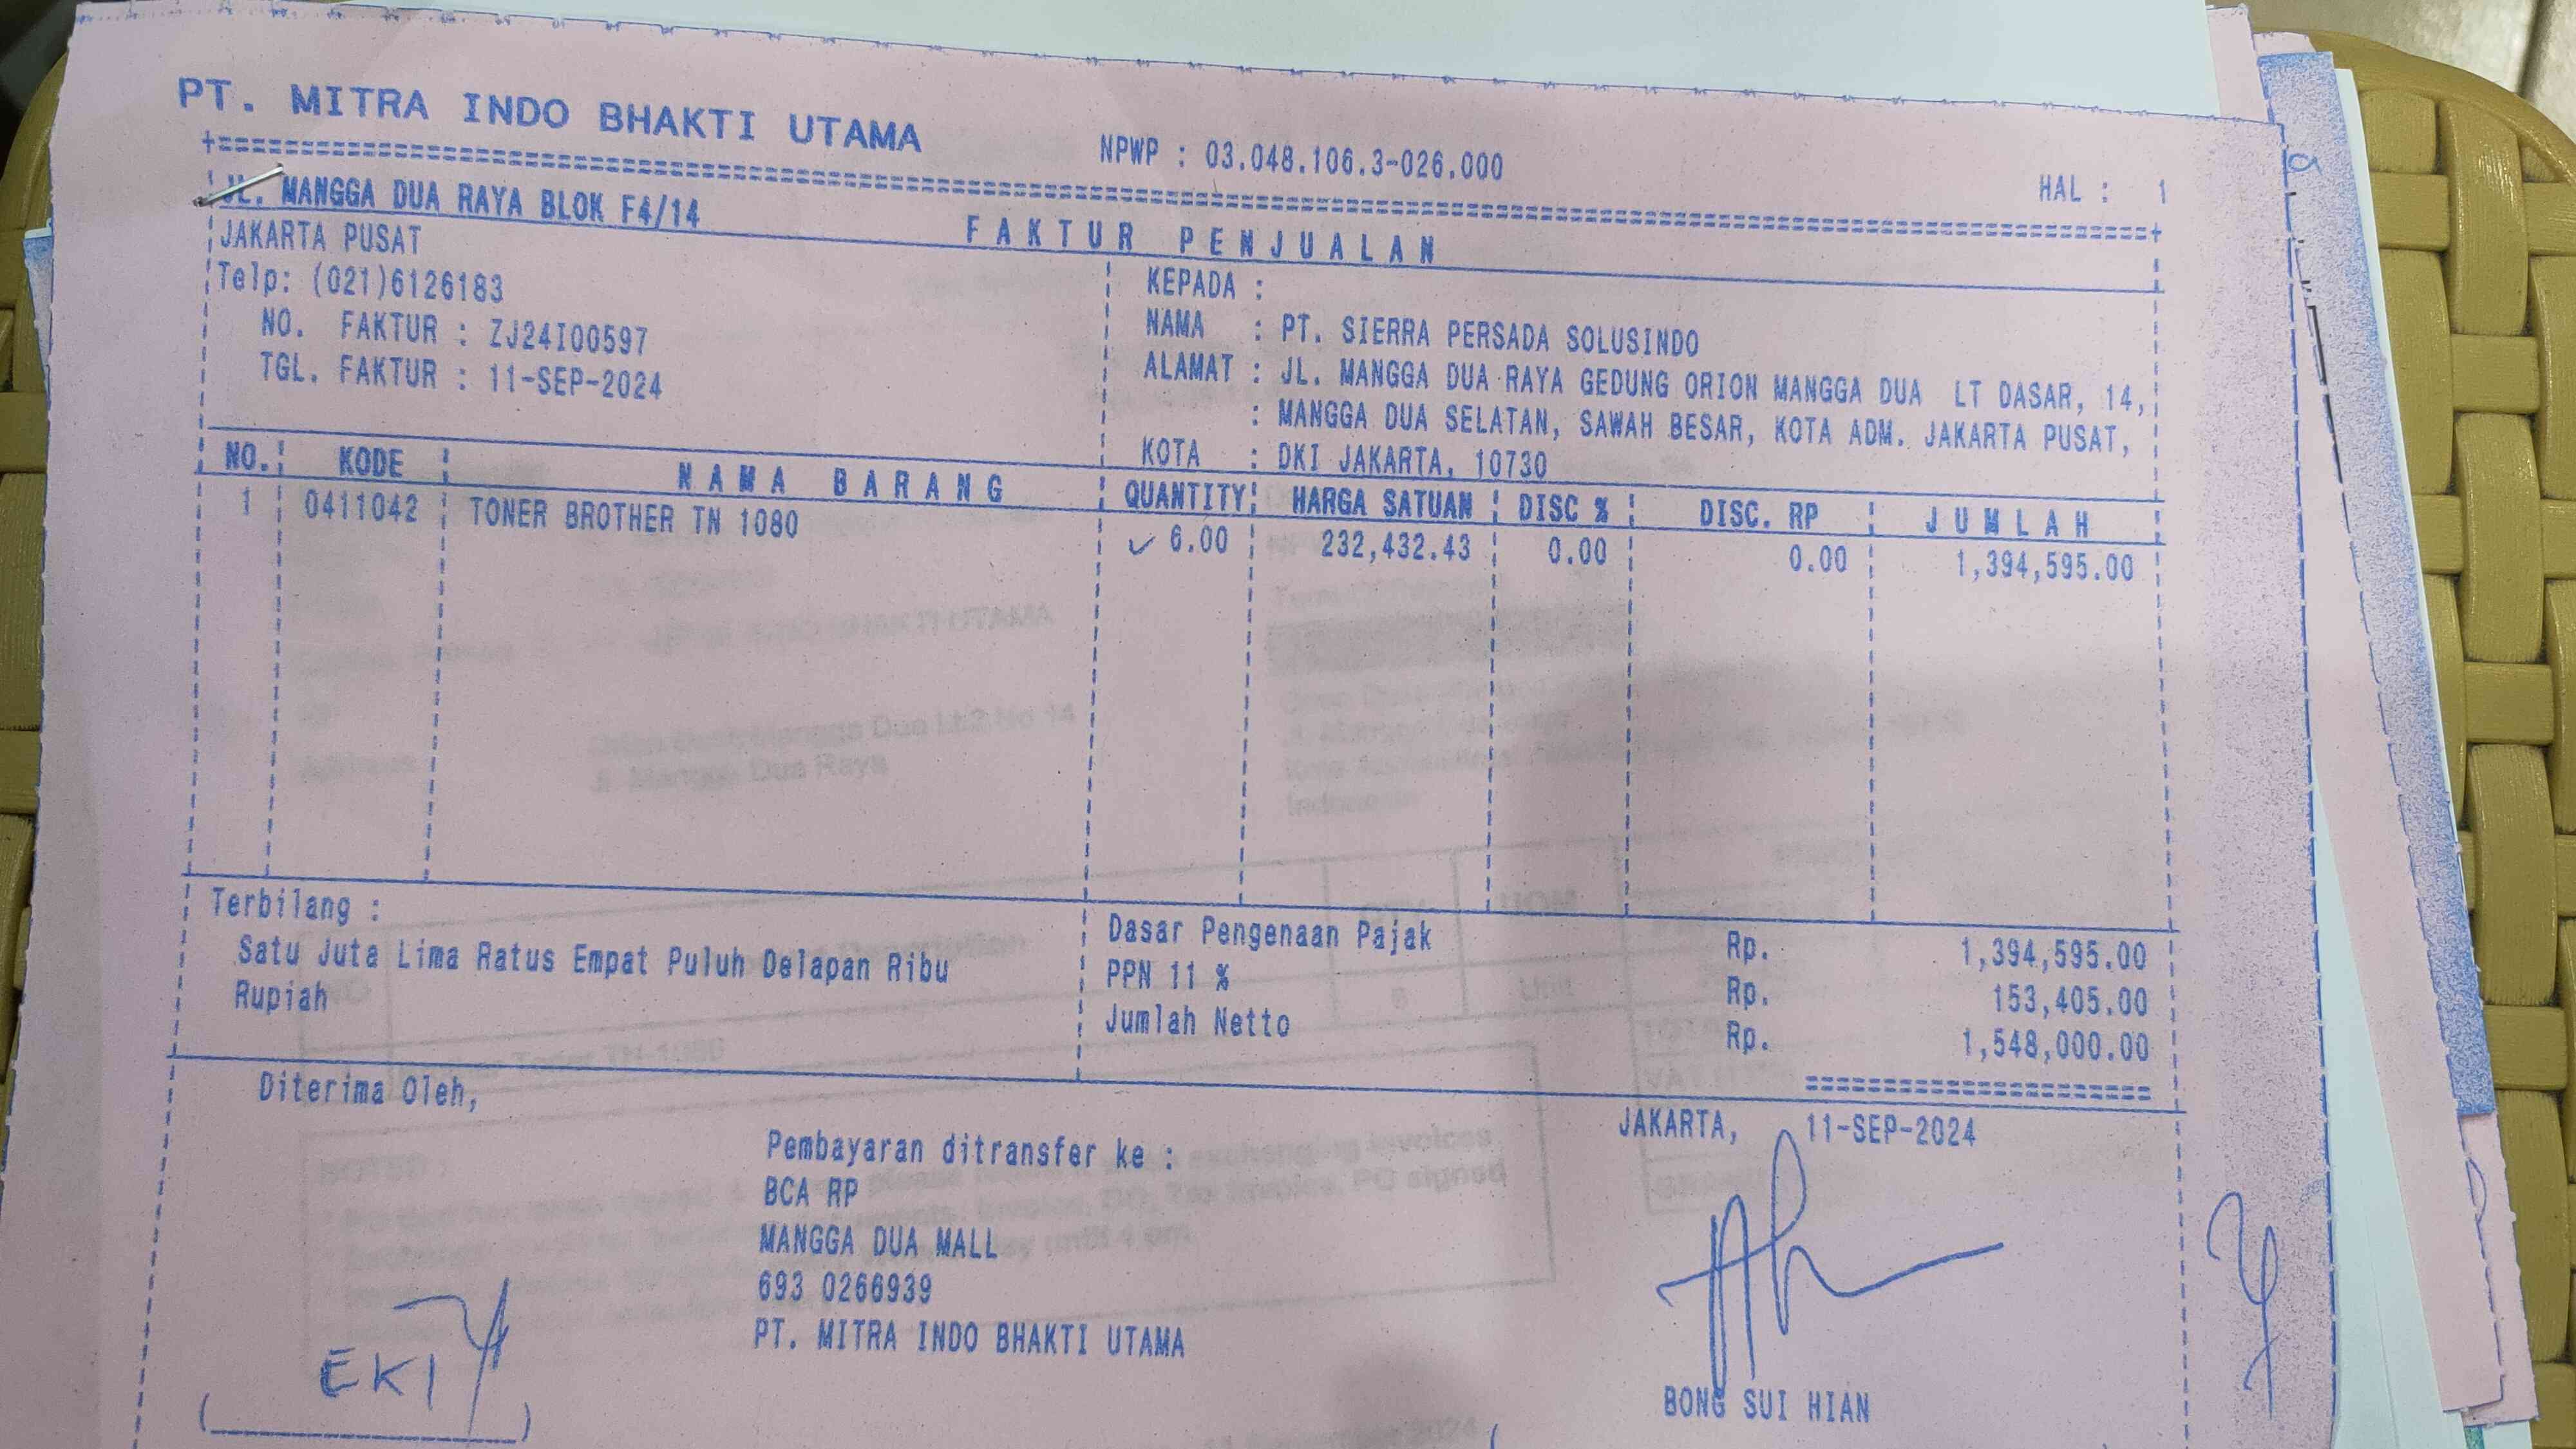 PT. MITRA INDO BHAKTI UTAMA
NPWP : 03.048.106.3-026.000
HAL : 1
JL. MANGGA DUA RAYA BLOK F4/14
JAKARTA PUSAT
Telp: (021)6126183
FAKTUR PENJUALAN
NO. FAKTUR : ZJ24I00597
TGL. FAKTUR : 11-SEP-2024
KEPADA :
NAMA : PT. SIERRA PERSADA SOLUSINDO
ALAMAT : JL. MANGGA DUA RAYA GEDUNG ORION MANGGA DUA LT DASAR, 14,
: MANGGA DUA SELATAN, SAWAH BESAR, KOTA ADM. JAKARTA PUSAT,
KOTA : DKI JAKARTA, 10730
NO. KODE NAMA BARANG QUANTITY HARGA SATUAN DISC % DISC. RP JUMLAH
1 0411042 TONER BROTHER TN 1080 6.00 232,432.43 0.00 0.00 1,394,595.00
Terbilang :
Satu Juta Lima Ratus Empat Puluh Delapan Ribu
Rupiah
Dasar Pengenaan Pajak Rp. 1,394,595.00
PPN 11 % Rp. 153,405.00
Jumlah Netto Rp. 1,548,000.00
Diterima Oleh,
EKI
Pembayaran ditransfer ke :
BCA RP
MANGGA DUA MALL
693 0266939
PT. MITRA INDO BHAKTI UTAMA
JAKARTA, 11-SEP-2024
BONG SUI HIAN